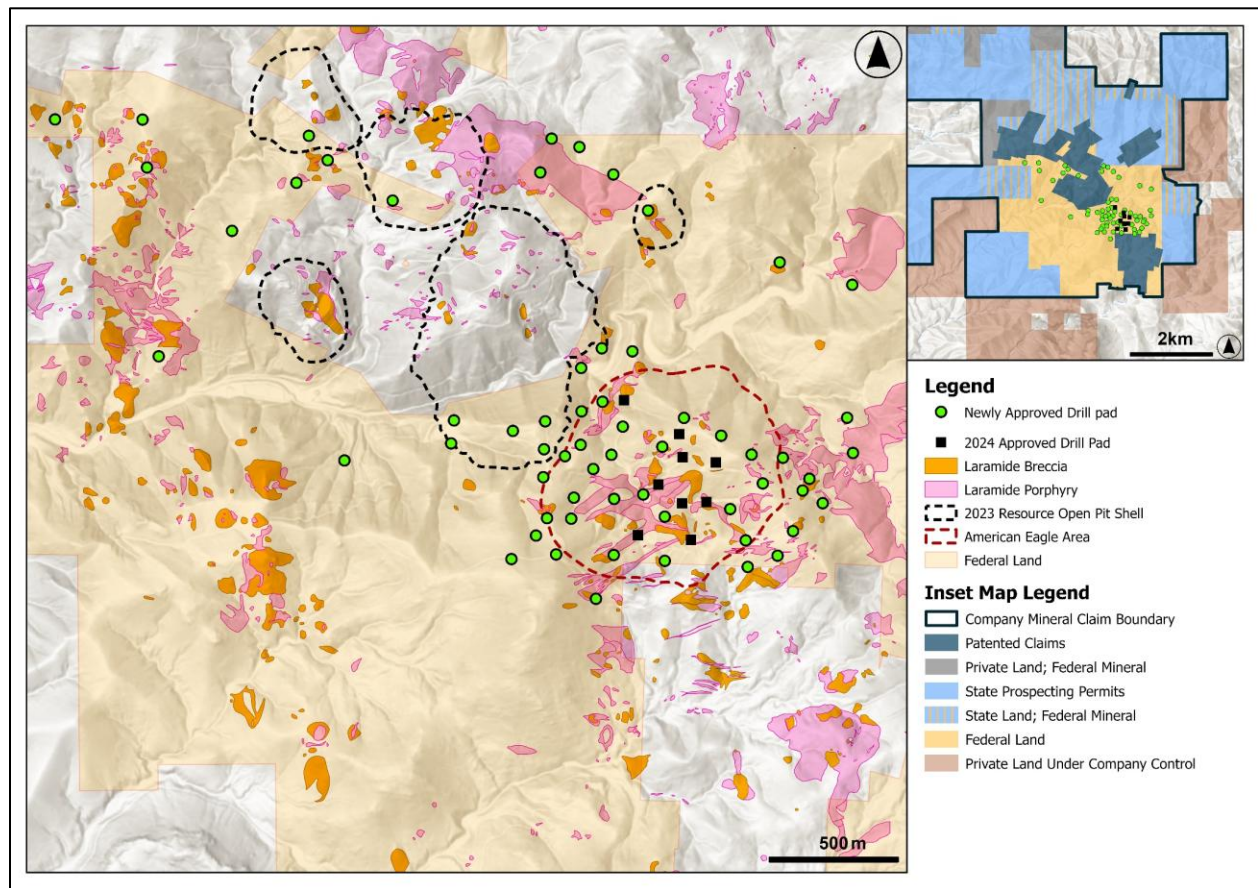 500 m
2km
Legend
Newly Approved Drill pad
2024 Approved Drill Pad
Laramide Breccia
Laramide Porphyry
2023 Resource Open Pit Shell
American Eagle Area
Federal Land
Inset Map Legend
Company Mineral Claim Boundary
Patented Claims
Private Land; Federal Mineral
State Prospecting Permits
State Land; Federal Mineral
Federal Land
Private Land Under Company Control